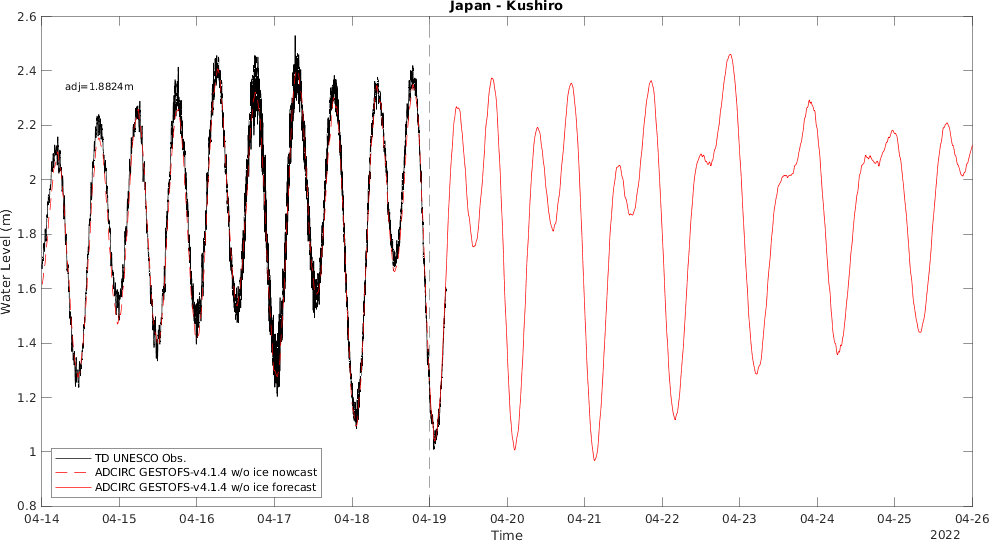 Japan - Kushiro
2.6
2.4
2.2
2
1.8
1.6
1.4
1.2
1
0.8
Water Level (m)
adj=1.8824m
TD UNESCO Obs.
ADCIRC GESTOFS-v4.1.4 w/o ice nowcast
ADCIRC GESTOFS-v4.1.4 w/o ice forecast
04-14 04-15 04-16 04-17 04-18 04-19 04-20 04-21 04-22 04-23 04-24 04-25 04-26
Time
2022